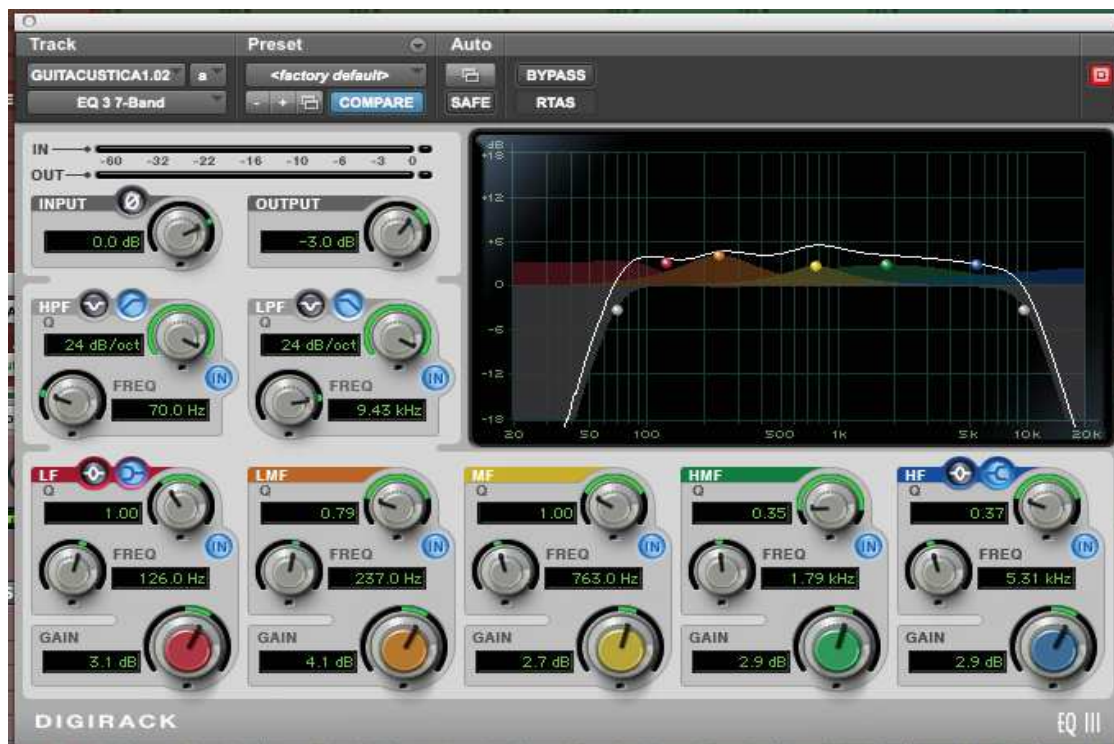 Track Preset Auto
GUITACUSTICA1.02 a <factory default> BYPASS
EQ 3 7-Band - + COMPARE SAFE RTAS
IN
-60 -32 -22 -16 -10 -6 -3 0
OUT
INPUT Ø OUTPUT
0.0 dB -3.0 dB
HPF LPF
Q Q
24 dB/oct 24 dB/oct
IN IN
FREQ FREQ
70.0 Hz 9.43 kHz
dB
+18
+12
+6
0
-6
-12
-18
20 50 100 500 1k 5k 10k 20k
LF LMF MF HMF HF
Q Q Q Q Q
1.00 0.79 1.00 0.35 0.37
IN IN IN IN IN
FREQ FREQ FREQ FREQ FREQ
126.0 Hz 237.0 Hz 763.0 Hz 1.79 kHz 5.31 kHz
GAIN GAIN GAIN GAIN GAIN
3.1 dB 4.1 dB 2.7 dB 2.9 dB 2.9 dB
DIGIRACK EQ III